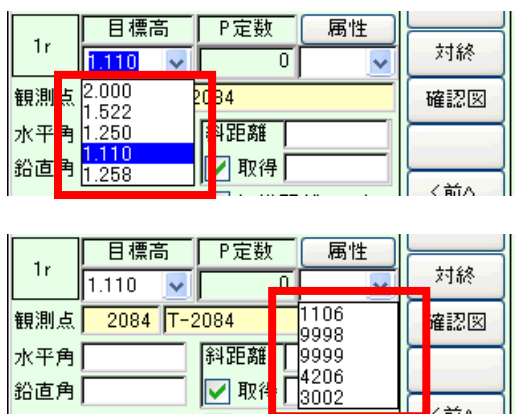 1r 目標高 P定数 属性
1.110 0 対終
観測点 2084 確認図
2.000
1.522
1.250
1.110
1.258
水平角 斜距離
鉛直角 取得
1r 目標高 P定数 属性
1.110 対終
観測点 2084 T-2084 確認図
1106
9998
9999
4206
3002
水平角 斜距離
鉛直角 取得